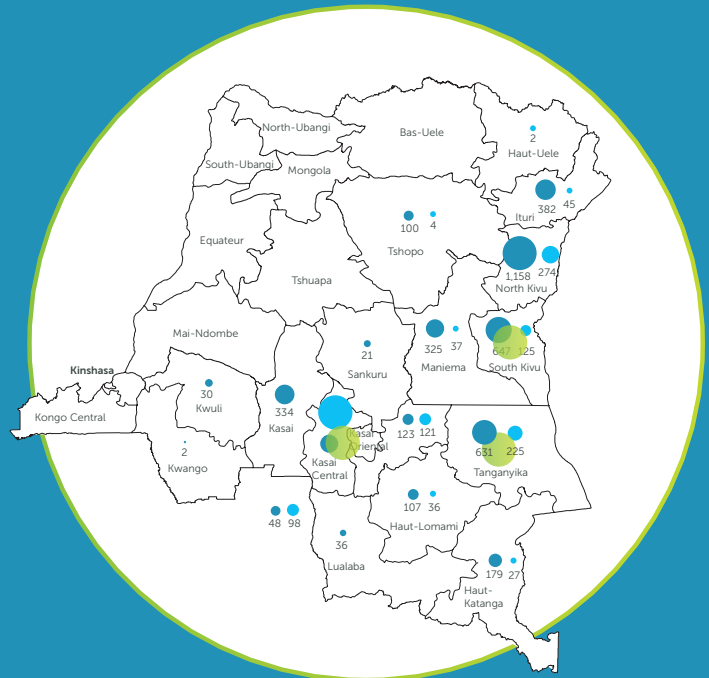 North-Ubangi
Bas-Uele
2
Haut-Uele
South-Ubangi
Mongola
382
45
Ituri
100
4
Tshopo
Equateur
1,158
274
North Kivu
Tshuapa
Mai-Ndombe
21
Sankuru
325
37
Maniema
647
125
South Kivu
Kinshasa
30
Kwuli
334
Kasai
Kongo Central
123
121
Kasai
Oriental
2
Kwango
Kasai
Central
631
225
Tanganyika
48
98
107
36
Haut-Lomami
36
Lualaba
179
27
Haut-
Katanga